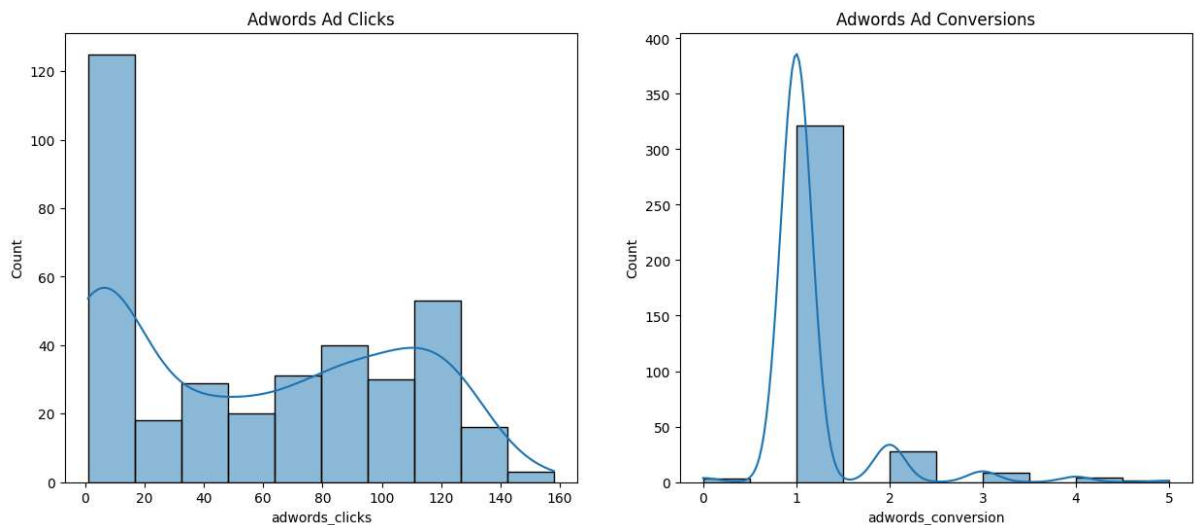 Adwords Ad Clicks
Count
120
100
80
60
40
20
0
0 20 40 60 80 100 120 140 160
adwords_clicks
Adwords Ad Conversions
Count
400
350
300
250
200
150
100
50
0
0 1 2 3 4 5
adwords_conversion